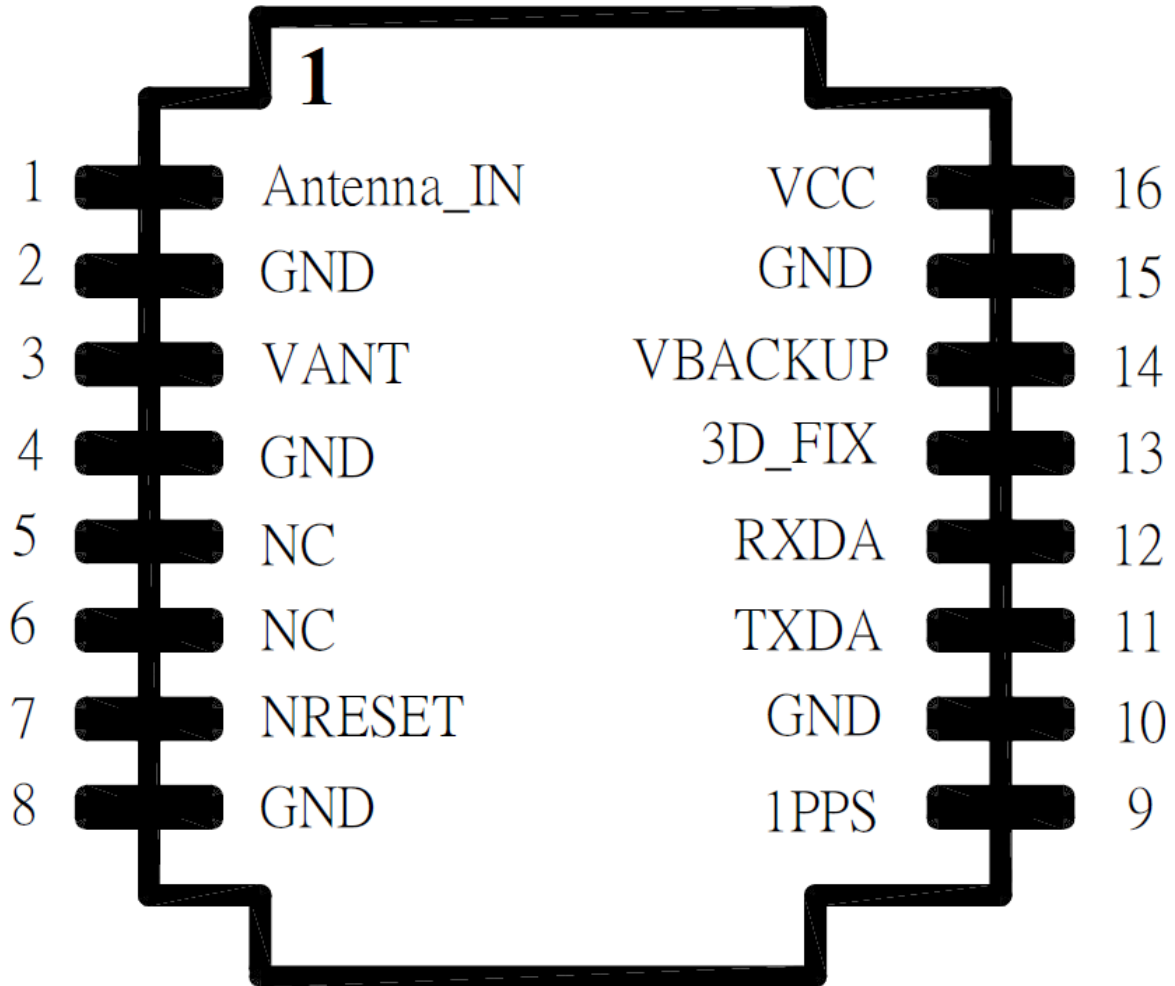 1
1 Antenna_IN VCC 16
2 GND GND 15
3 VANT VBACKUP 14
4 GND 3D_FIX 13
5 NC RXDA 12
6 NC TXDA 11
7 NRESET GND 10
8 GND 1PPS 9